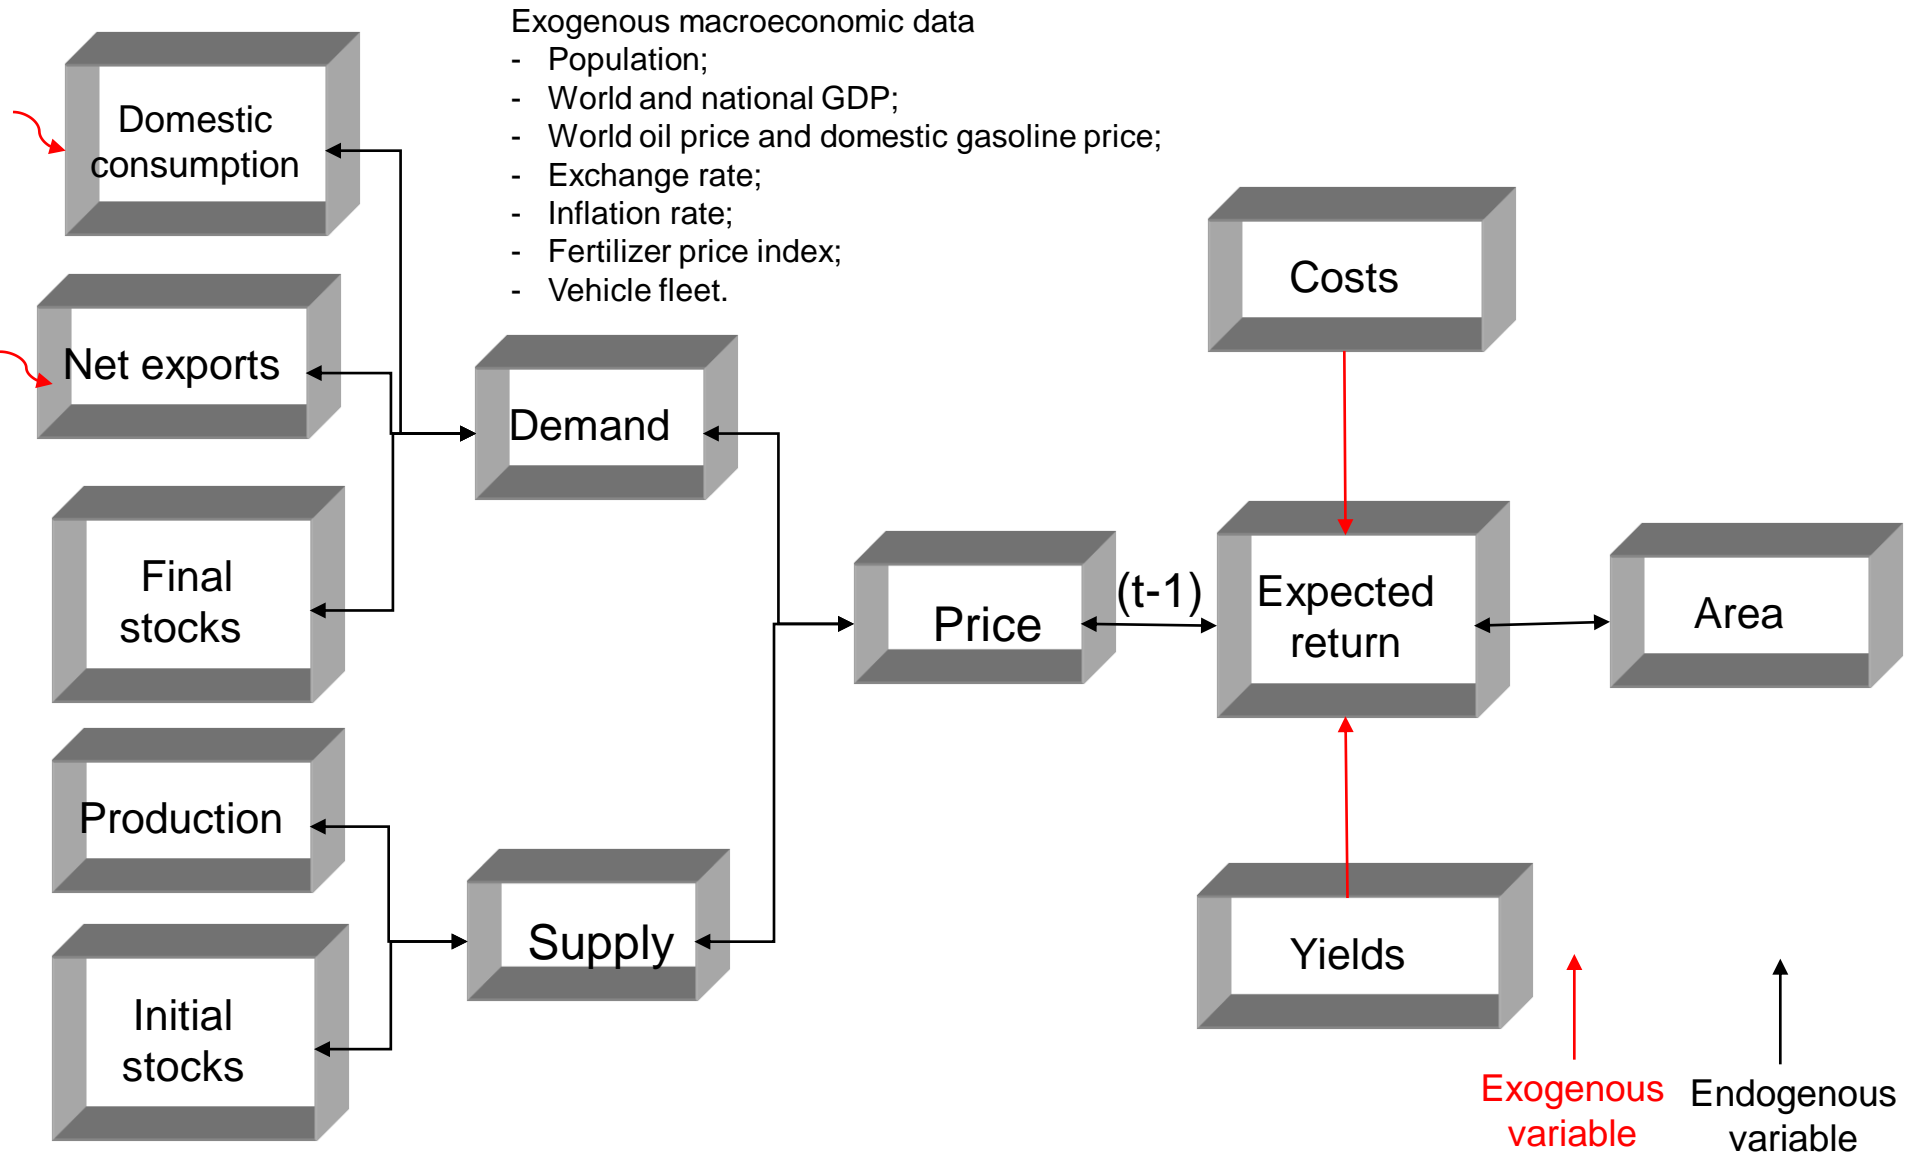 Exogenous macroeconomic data
- Population;
- World and national GDP;
- World oil price and domestic gasoline price;
- Exchange rate;
- Inflation rate;
- Fertilizer price index;
- Vehicle fleet.
Domestic
consumption
Net exports
Final
stocks
Production
Initial
stocks
Demand
Supply
Price
(t-1)
Costs
Expected
return
Yields
Area
Exogenous
variable
Endogenous
variable